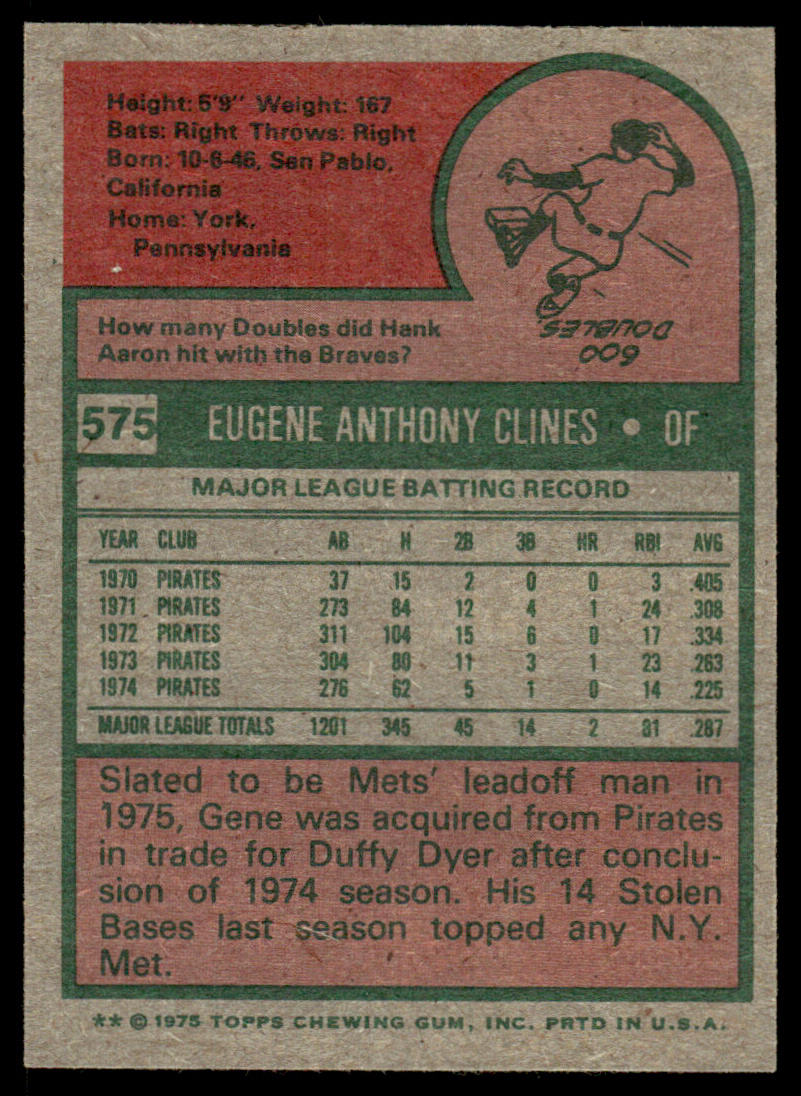 Height: 5'9" Weight: 167
Bats: Right Throws: Right
Born: 10-6-46, San Pablo,
California
Home: York,
Pennsylvania
How many Doubles did Hank
Aaron hit with the Braves?
600
DOUBLES.
575 EUGENE ANTHONY CLINES • OF
MAJOR LEAGUE BATTING RECORD
YEAR CLUB AB H 2B 3B HR RBI AVG
1970 PIRATES 37 15 2 0 0 3 .405
1971 PIRATES 273 84 12 4 1 24 .308
1972 PIRATES 311 104 15 6 0 17 .334
1973 PIRATES 304 80 11 3 1 23 .263
1974 PIRATES 276 62 5 1 0 14 .225
MAJOR LEAGUE TOTALS 1201 345 45 14 2 81 .287
Slated to be Mets' leadoff man in
1975, Gene was acquired from Pirates
in trade for Duffy Dyer after conclu-
sion of 1974 season. His 14 Stolen
Bases last season topped any N.Y.
Met.
** © 1975 TOPPS CHEWING GUM, INC. PRTD IN U.S.A.